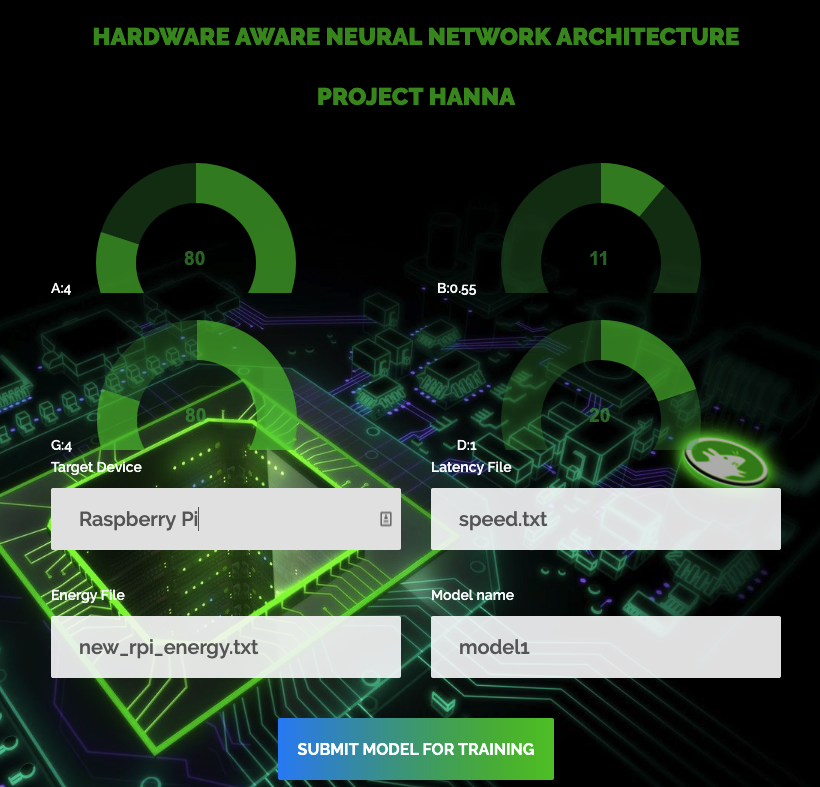 HARDWARE AWARE NEURAL NETWORK ARCHITECTURE
PROJECT HANNA
80
11
A:4
B:0.55
80
20
G:4
D:1
Target Device
Latency File
Raspberry Pi
speed.txt
Energy File
Model name
new_rpi_energy.txt
model1
SUBMIT MODEL FOR TRAINING